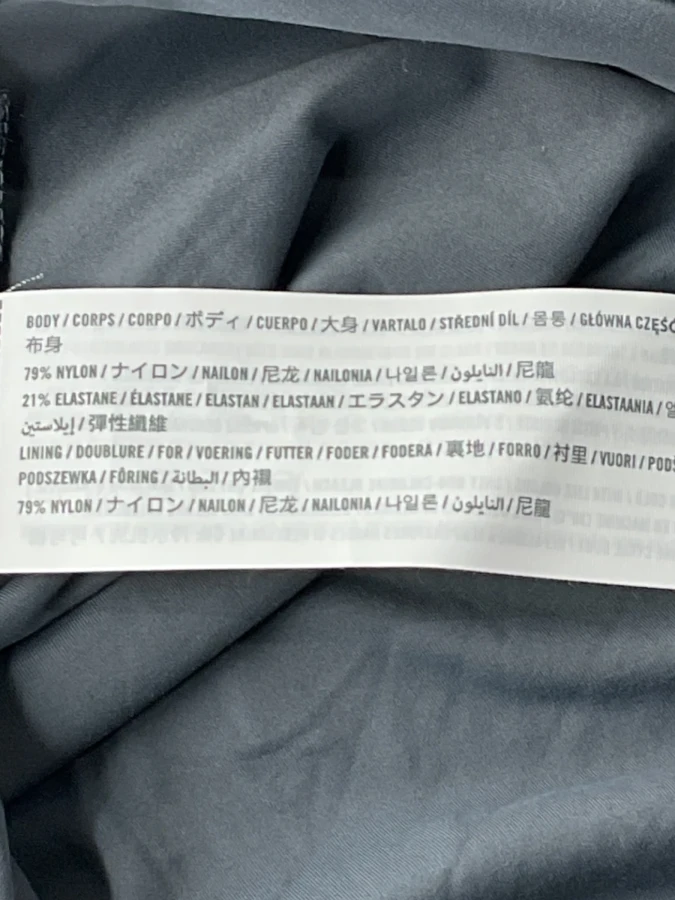 BODY / CORPS / CORPO / ボディ / CUERPO / 大身 / VARTALO / STŘEDNÍ DÍL / 몸통 / GŁÓWNA CZĘŚĆ
布身
79% NYLON / ナイロン / NAILON / 尼龙 / NAILONIA / 나일론 / النايلون / 尼龍
21% ELASTANE / ÉLASTANE / ELASTAN / ELASTAAN / エラスタン / ELASTANO / 氨纶 / ELASTAANIA /
إيلاستين / 彈性纖維
LINING / DOUBLURE / FOR / VOERING / FUTTER / FODER / FODERA / 裏地 / FORRO / 衬里 / VUORI /
PODSZEWKA / FÔRING / البطانة / 內襯
79% NYLON / ナイロン / NAILON / 尼龙 / NAILONIA / 나일론 / النايلون / 尼龍